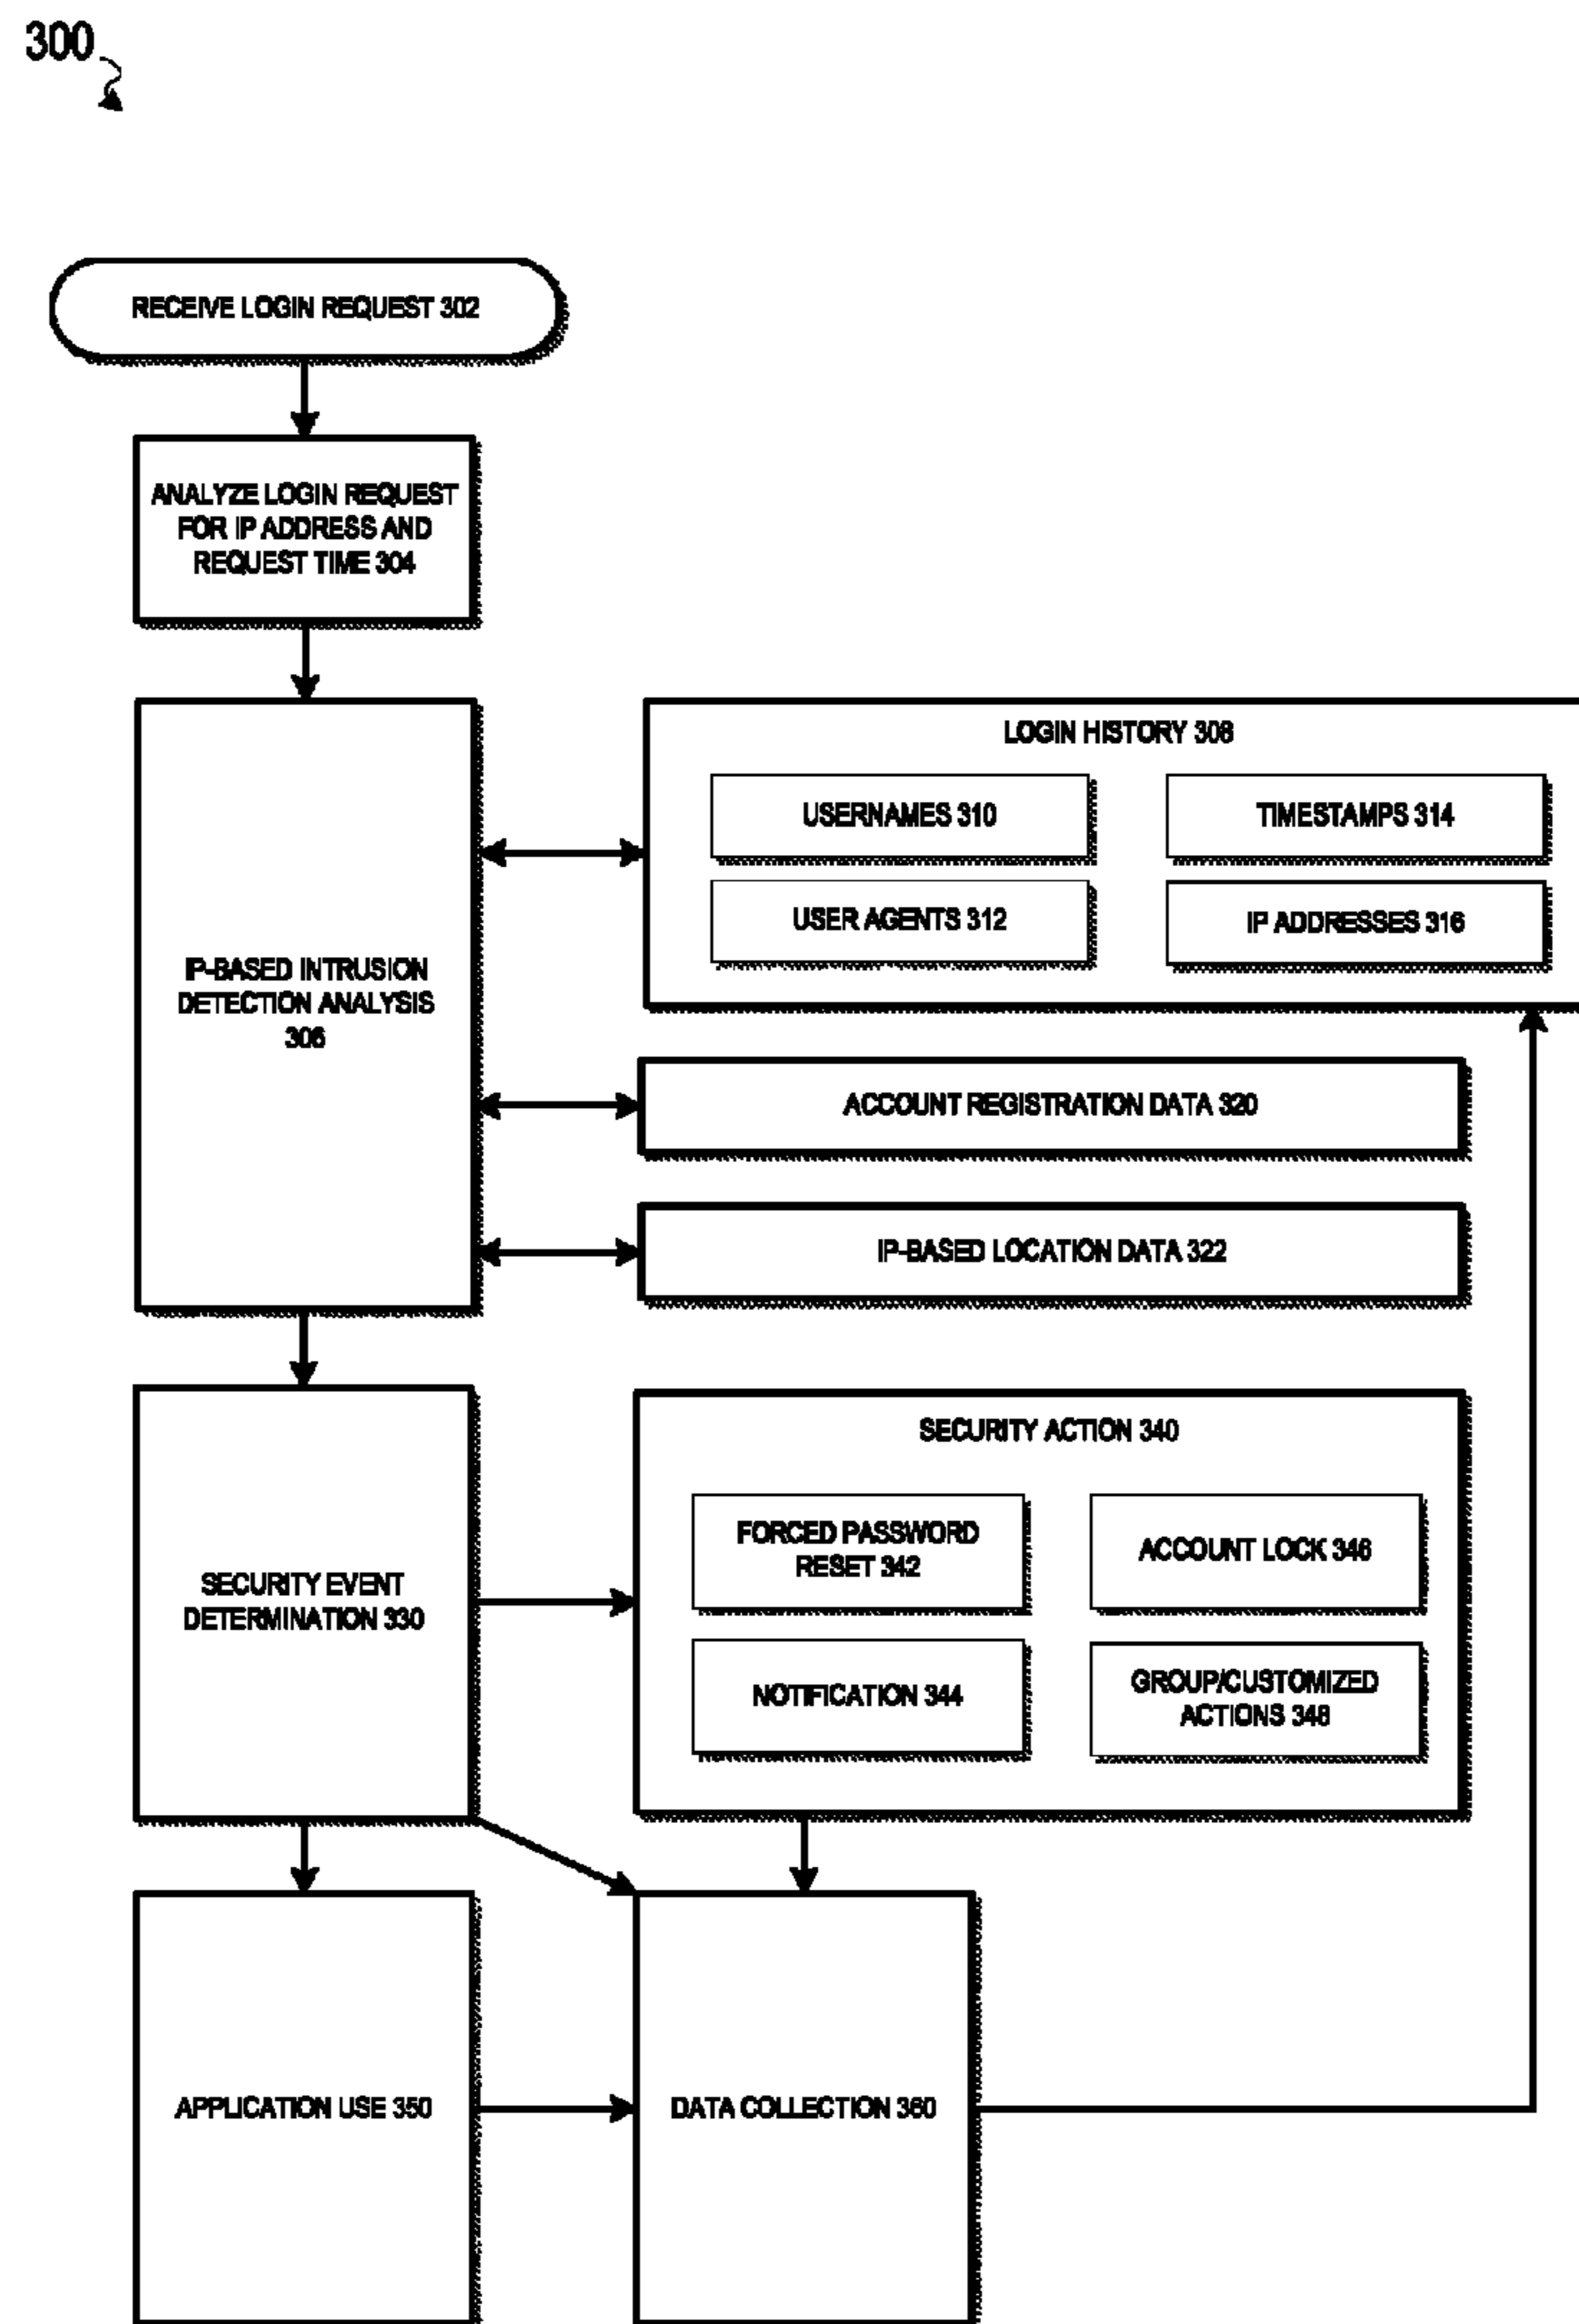 300
RECEIVE LOGIN REQUEST 302
ANALYZE LOGIN REQUEST
FOR IP ADDRESS AND
REQUEST TIME 304
IP-BASED INTRUSION
DETECTION ANALYSIS
306
LOGIN HISTORY 308
USERNAMES 310
TIMESTAMPS 314
USER AGENTS 312
IP ADDRESSES 316
ACCOUNT REGISTRATION DATA 320
IP-BASED LOCATION DATA 322
SECURITY EVENT
DETERMINATION 330
SECURITY ACTION 340
FORCED PASSWORD
RESET 342
ACCOUNT LOCK 346
NOTIFICATION 344
GROUP/CUSTOMIZED
ACTIONS 348
APPLICATION USE 350
DATA COLLECTION 360